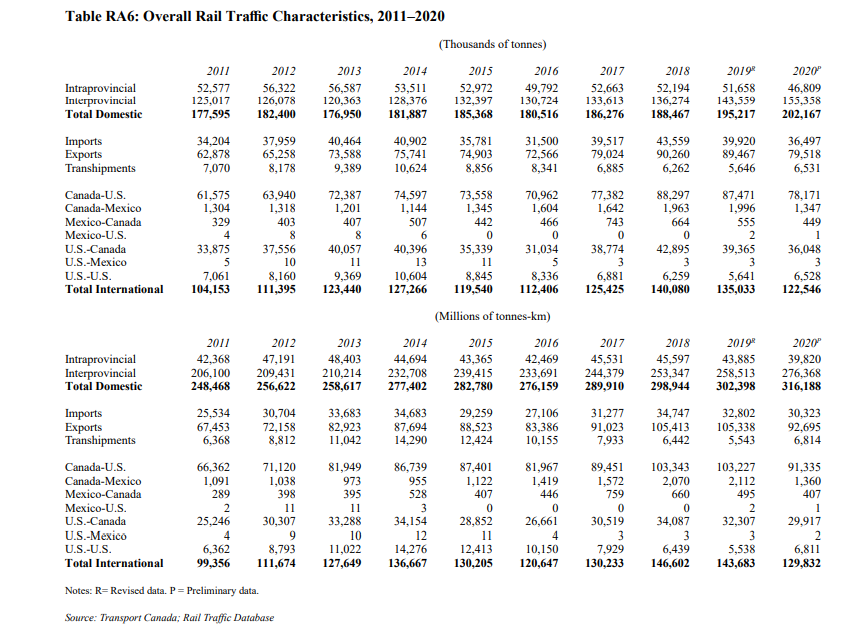 Table RA6: Overall Rail Traffic Characteristics, 2011–2020
(Thousands of tonnes)
2011 2012 2013 2014 2015 2016 2017 2018 2019R 2020P
Intraprovincial 52,577 56,322 56,587 53,511 52,972 49,792 52,663 52,194 51,658 46,809
Interprovincial 125,017 126,078 120,363 128,376 132,397 130,724 133,613 136,274 143,559 155,358
Total Domestic 177,595 182,400 176,950 181,887 185,368 180,516 186,276 188,467 195,217 202,167
Imports 34,204 37,959 40,464 40,902 35,781 31,500 39,517 43,559 39,920 36,497
Exports 62,878 65,258 73,588 75,741 74,903 72,566 79,024 90,260 89,467 79,518
Transhipments 7,070 8,178 9,389 10,624 8,856 8,341 6,885 6,262 5,646 6,531
Canada-U.S. 61,575 63,940 72,387 74,597 73,558 70,962 77,382 88,297 87,471 78,171
Canada-Mexico 1,304 1,318 1,201 1,144 1,345 1,604 1,642 1,963 1,996 1,347
Mexico-Canada 329 403 407 507 442 466 743 664 555 449
Mexico-U.S. 4 8 8 6 0 0 0 0 2 1
U.S.-Canada 33,875 37,556 40,057 40,396 35,339 31,034 38,774 42,895 39,365 36,048
U.S.-Mexico 5 10 11 13 11 5 3 3 3 3
U.S.-U.S. 7,061 8,160 9,369 10,604 8,845 8,336 6,881 6,259 5,641 6,528
Total International 104,153 111,395 123,440 127,266 119,540 112,406 125,425 140,080 135,033 122,546
(Millions of tonnes-km)
2011 2012 2013 2014 2015 2016 2017 2018 2019R 2020P
Intraprovincial 42,368 47,191 48,403 44,694 43,365 42,469 45,531 45,597 43,885 39,820
Interprovincial 206,100 209,431 210,214 232,708 239,415 233,691 244,379 253,347 258,513 276,368
Total Domestic 248,468 256,622 258,617 277,402 282,780 276,159 289,910 298,944 302,398 316,188
Imports 25,534 30,704 33,683 34,683 29,259 27,106 31,277 34,747 32,802 30,323
Exports 67,453 72,158 82,923 87,694 88,523 83,386 91,023 105,413 105,338 92,695
Transhipments 6,368 8,812 11,042 14,290 12,424 10,155 7,933 6,442 5,543 6,814
Canada-U.S. 66,362 71,120 81,949 86,739 87,401 81,967 89,451 103,343 103,227 91,335
Canada-Mexico 1,091 1,038 973 955 1,122 1,419 1,572 2,070 2,112 1,360
Mexico-Canada 289 398 395 528 407 446 759 660 495 407
Mexico-U.S. 2 11 11 3 0 0 0 0 2 1
U.S.-Canada 25,246 30,307 33,288 34,154 28,852 26,661 30,519 34,087 32,307 29,917
U.S.-Mexico 4 9 10 12 11 4 3 3 3 2
U.S.-U.S. 6,362 8,793 11,022 14,276 12,413 10,150 7,929 6,439 5,538 6,811
Total International 99,356 111,674 127,649 136,667 130,205 120,647 130,233 146,602 143,683 129,832
Notes: R= Revised data. P = Preliminary data.
Source: Transport Canada; Rail Traffic Database